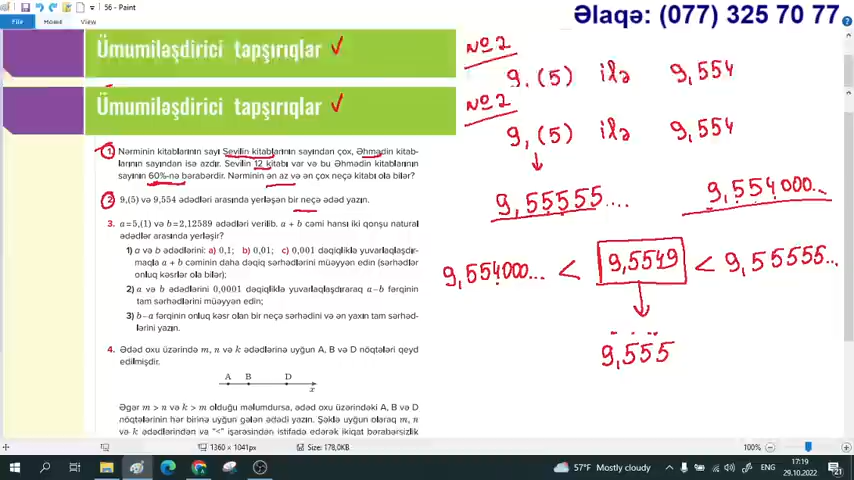 56 - Paint
Əlaqə: (077) 325 70 77
File Home View
Ümumiləşdirici tapşırıqlar ✓
Ümumiləşdirici tapşırıqlar ✓
1. Nərminin kitablarının sayı Sevilin kitablarının sayından çox, Əhmədin kitab-
larının sayından isə azdır. Sevilin 12 kitabı var və bu Əhmədin kitablarının
sayının 60%-nə bərabərdir. Nərminin ən az və ən çox neçə kitabı ola bilər?
2. 9,(5) və 9,554 ədədləri arasında yerləşən bir neçə ədəd yazın.
3. a=5,(1) və b=2,12589 ədədləri verilib. a + b cəmi hansı iki qonşu natural
ədədlər arasında yerləşir?
1) a və b ədədlərini: a) 0,1; b) 0,01; c) 0,001 dəqiqliklə yuvarlaqlaşdır-
maqla a + b cəminin daha dəqiq sərhədlərini müəyyən edin (sərhədlər
onluq kəsrlər ola bilər);
2) a və b ədədlərini 0,0001 dəqiqliklə yuvarlaqlaşdıraraq a−b fərqinin
tam sərhədlərini müəyyən edin;
3) b−a fərqinin onluq kəsr olan bir neçə sərhədini və ən yaxın tam sərhəd-
lərini yazın.
4. Ədəd oxu üzərində m, n və k ədədlərinə uyğun A, B və D nöqtələri qeyd
edilmişdir.
A B D
x
Əgər m > n və k > m olduğu məlumdursa, ədəd oxu üzərindəki A, B və D
nöqtələrinin hər birinə uyğun gələn ədədi yazın. Şəklə uyğun olaraq m,
n və k ədədlərindən və "<" işarəsindən istifadə edərək ikiqat bərabərsizlik
№2
9,(5) ilə 9,554
№2
9,(5) ilə 9,554
9,55555.... 9,554000...
9,554000... < 9,5549 < 9,55555...
9,555
1360 × 1041px Size: 178,0KB 100%
57°F Mostly cloudy ENG 17:19
29.10.2022 21